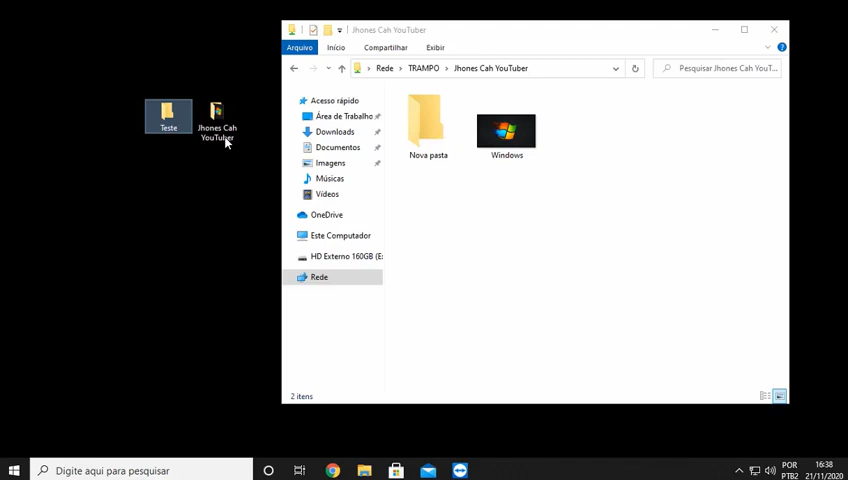 Jhones Cah YouTuber
Arquivo Início Compartilhar Exibir
Rede TRAMPO Jhones Cah YouTuber
Pesquisar Jhones Cah YouT...
Acesso rápido
Área de Trabalho
Downloads
Documentos
Imagens
Músicas
Vídeos
OneDrive
Este Computador
HD Externo 160GB (E:
Rede
Nova pasta
Windows
2 itens
Teste
Jhones Cah
YouTuber
Digite aqui para pesquisar
POR
PTB2
16:38
21/11/2020